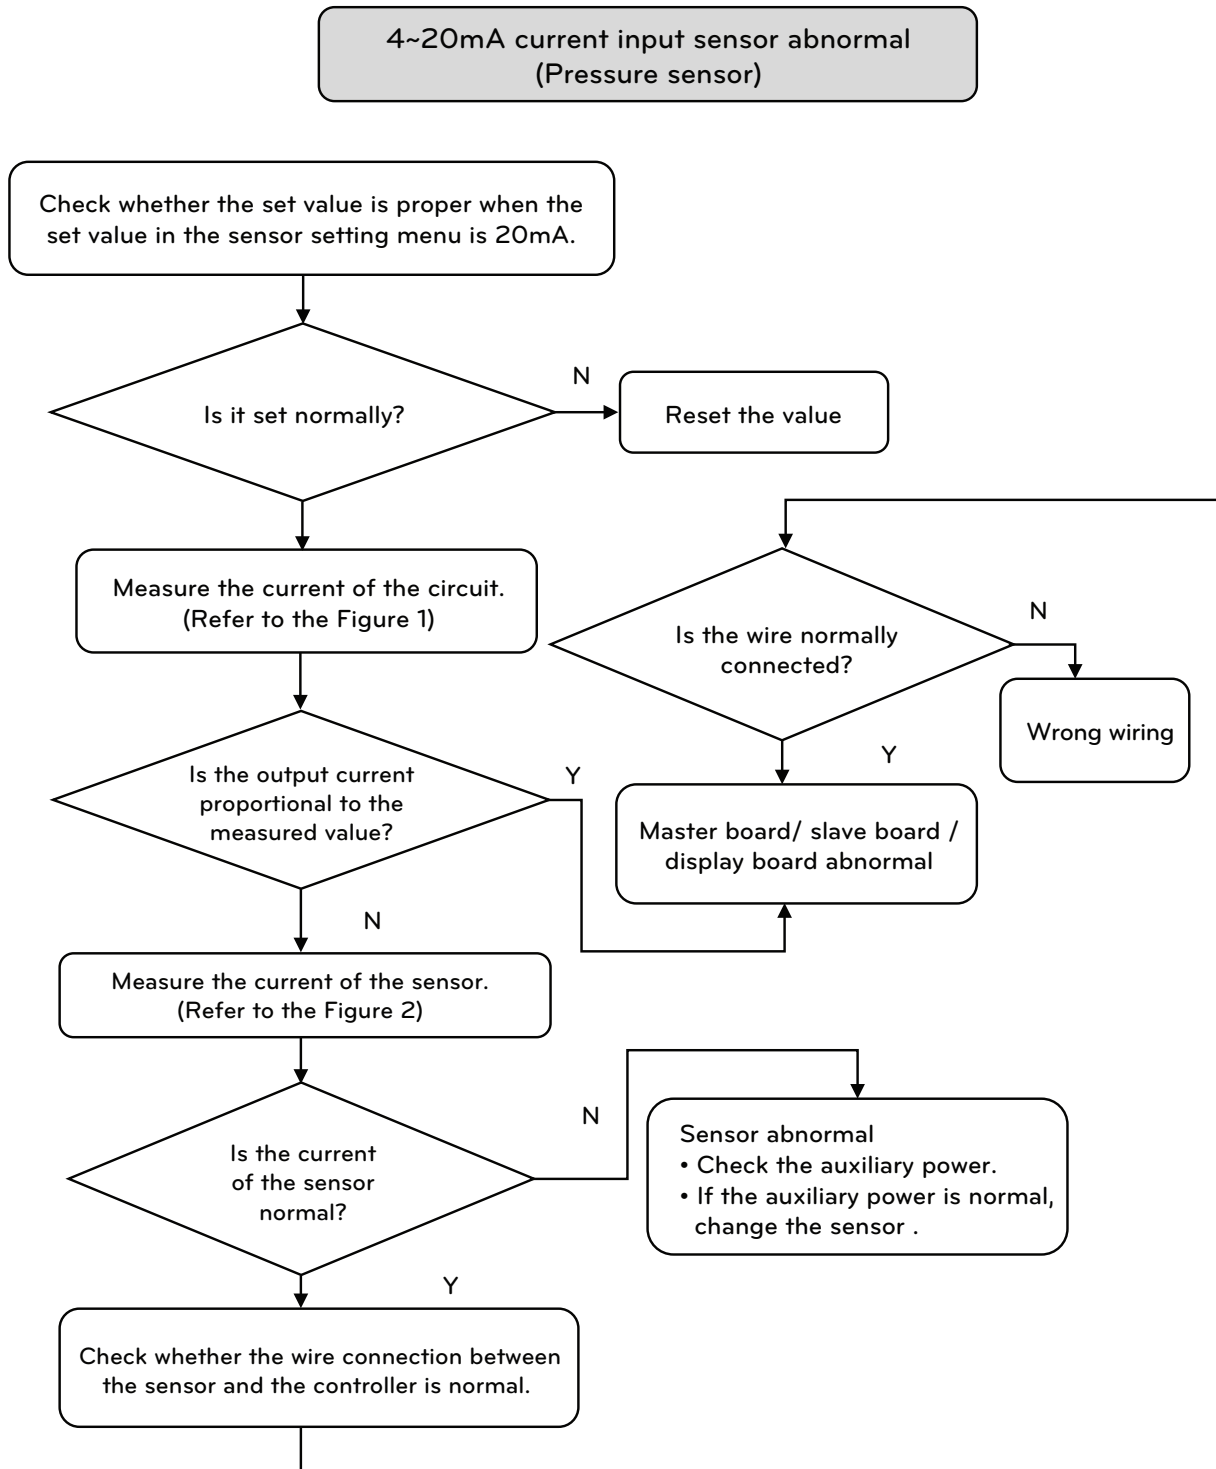 4~20mA current input sensor abnormal
(Pressure sensor)
Check whether the set value is proper when the
set value in the sensor setting menu is 20mA.
Is it set normally?
N
Reset the value
Measure the current of the circuit.
(Refer to the Figure 1)
Is the wire normally
connected?
N
Wrong wiring
Y
Master board/ slave board /
display board abnormal
Is the output current
proportional to the
measured value?
Y
N
Measure the current of the sensor.
(Refer to the Figure 2)
Is the current
of the sensor
normal?
N
Sensor abnormal
• Check the auxiliary power.
• If the auxiliary power is normal,
change the sensor .
Y
Check whether the wire connection between
the sensor and the controller is normal.